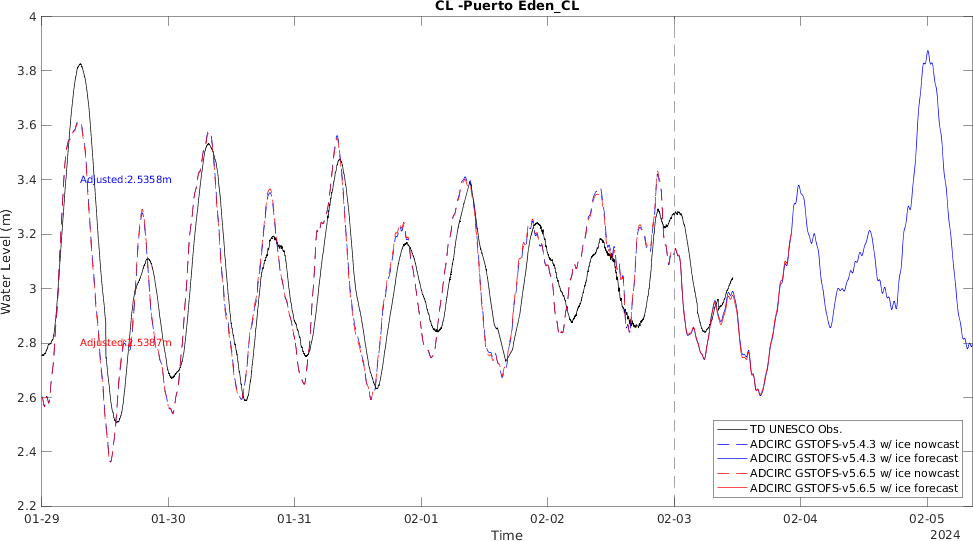 CL -Puerto Eden_CL
4
3.8
3.6
3.4
3.2
3
2.8
2.6
2.4
2.2
Water Level (m)
Adjusted:2.5358m
Adjusted:2.5387m
TD UNESCO Obs.
ADCIRC GSTOFS-v5.4.3 w/ ice nowcast
ADCIRC GSTOFS-v5.4.3 w/ ice forecast
ADCIRC GSTOFS-v5.6.5 w/ ice nowcast
ADCIRC GSTOFS-v5.6.5 w/ ice forecast
01-29 01-30 01-31 02-01 02-02 02-03 02-04 02-05
Time
2024